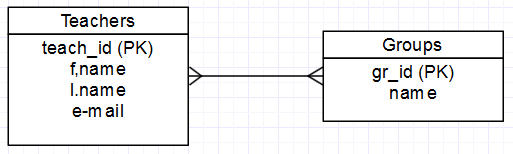 Teachers
teach_id (PK)
f,name
l.name
e-mail
Groups
gr_id (PK)
name